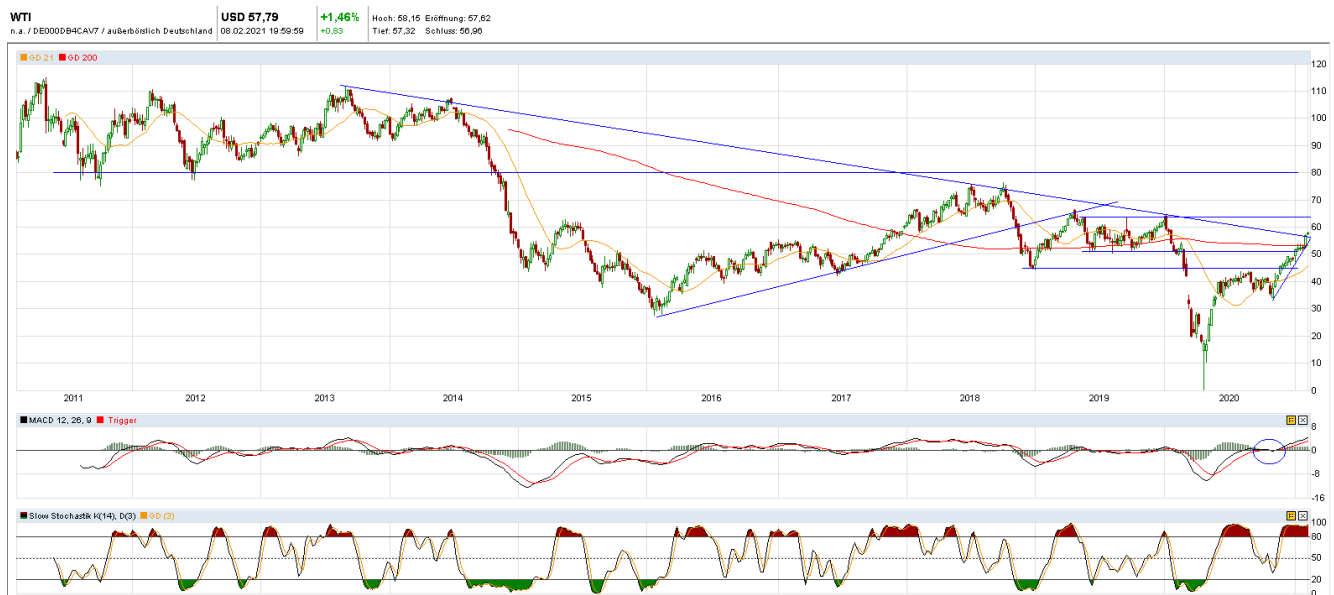 WTI
n.a. / DE000DB4CAV7 / außerbörslich Deutschland
USD 57,79
08.02.2021 19:59:59
+1,46%
+0,83
Hoch: 58,15 Eröffnung: 57,62
Tief: 57,32 Schluss: 56,96
GD 21 GD 200
120
110
100
90
80
70
60
50
40
30
20
10
0
2011 2012 2013 2014 2015 2016 2017 2018 2019 2020
MACD 12, 26, 9 Trigger
8
0
-8
-16
Slow Stochastik K(14), D(3) GD (3)
100
80
50
20
0